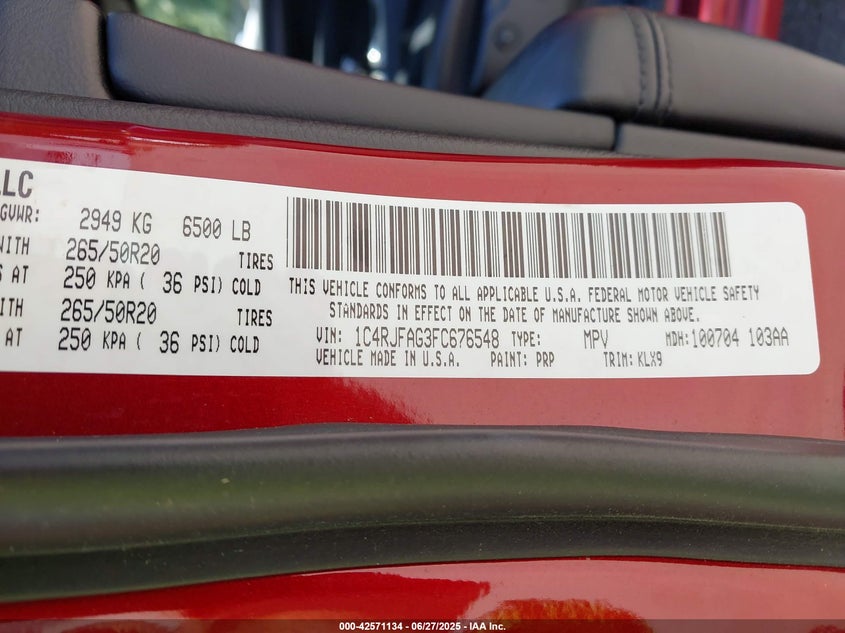 LLC
GVWR: 2949 KG 6500 LB
WITH 265/50R20 TIRES
S AT 250 KPA ( 36 PSI) COLD
WITH 265/50R20 TIRES
AT 250 KPA ( 36 PSI) COLD
THIS VEHICLE CONFORMS TO ALL APPLICABLE U.S.A. FEDERAL MOTOR VEHICLE SAFETY
STANDARDS IN EFFECT ON THE DATE OF MANUFACTURE SHOWN ABOVE.
VIN: 1C4RJFAG3FC676548 TYPE: MPV MDH: 100704 103AA
VEHICLE MADE IN U.S.A. PAINT: PRP TRIM: KLX9
000-42571134 - 06/27/2025 - IAA Inc.